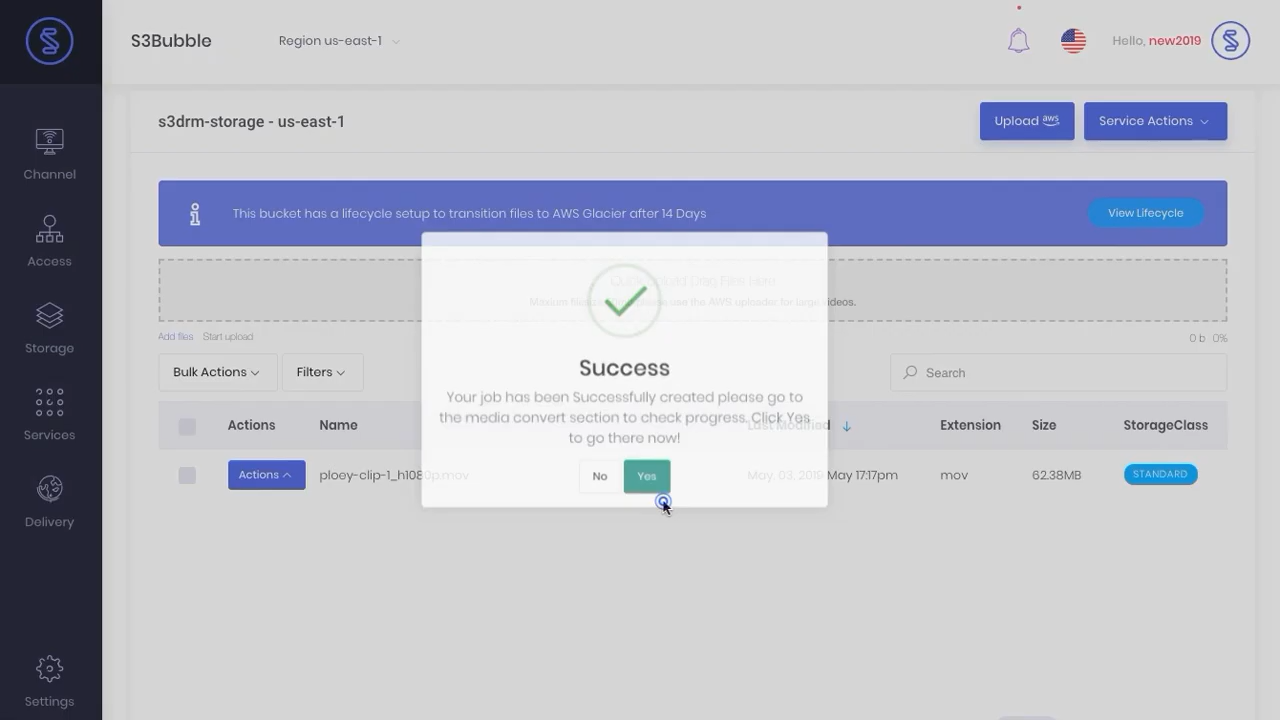 S3Bubble
Region us-east-1
Hello, new2019
s3drm-storage - us-east-1
Upload aws
Service Actions
Channel
This bucket has a lifecycle setup to transition files to AWS Glacier after 14 Days
View Lifecycle
Access
Add files Start upload
0 b 0%
Storage
Bulk Actions
Filters
Search
Success
Your job has been Successfully created please go to
the media convert section to check progress. Click Yes
to go there now!
Actions Name Last Modified Extension Size StorageClass
Services
Actions ploey-clip-1_h1080p.mov May, 03, 2019 May 17:17pm mov 62.38MB STANDARD
No Yes
Delivery
Settings